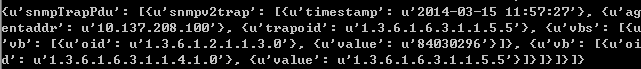 {u'snmpTrapPdu': [{u'snmpv2trap': [{u'timestamp': u'2014-03-15 11:57:27'}, {u'ag
entaddr': u'10.137.208.100'}, {u'trapoid': u'1.3.6.1.6.3.1.1.5.5'}, {u'vbs': [{u
'vb': [{u'oid': u'1.3.6.1.2.1.1.3.0'}, {u'value': u'84030296'}]}, {u'vb': [{u'oi
d': u'1.3.6.1.6.3.1.1.4.1.0'}, {u'value': u'1.3.6.1.6.3.1.1.5.5'}]}]}]}]}